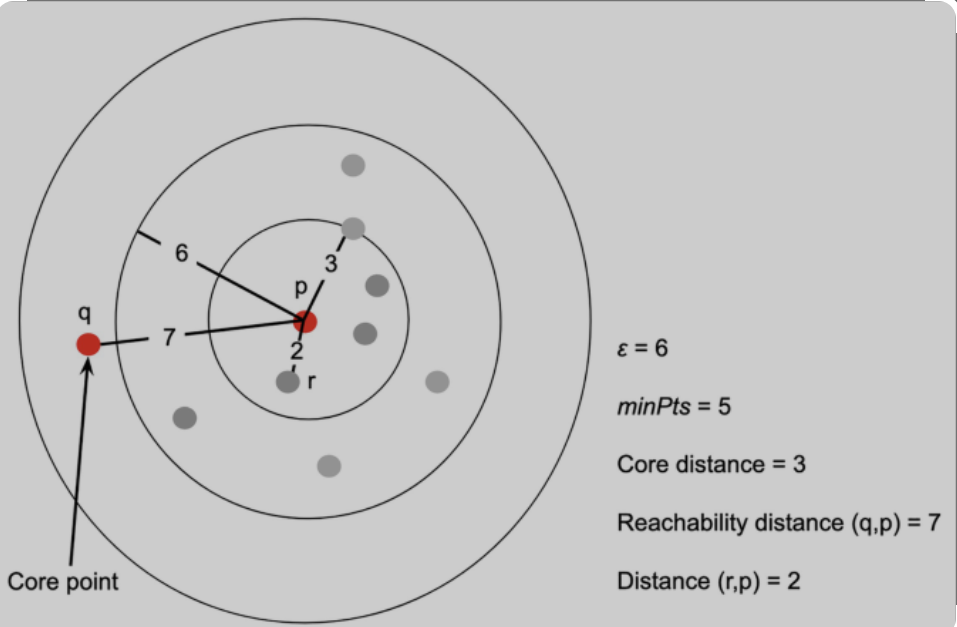 6
3
p
q
7
2
r
ε = 6
minPts = 5
Core distance = 3
Reachability distance (q,p) = 7
Distance (r,p) = 2
Core point